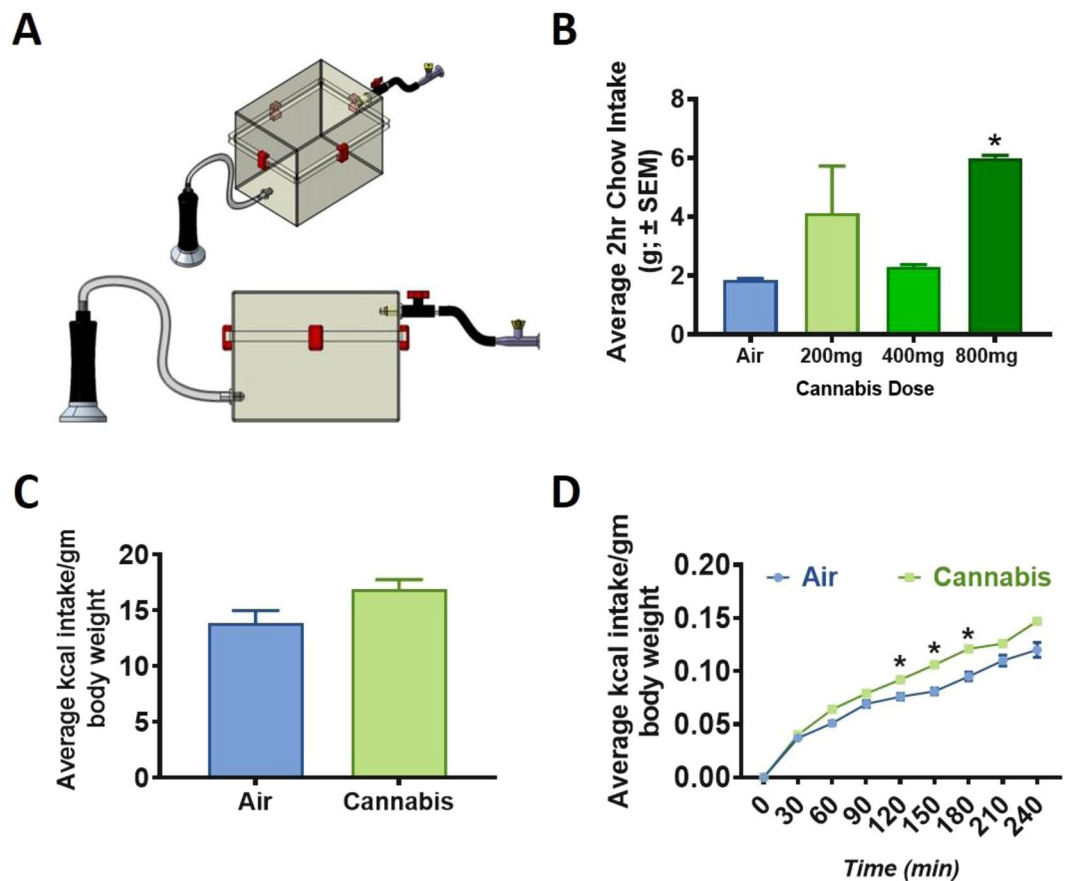 A
B
Average 2hr Chow Intake
(g; ± SEM)
8
6
4
2
0
*
Air 200mg 400mg 800mg
Cannabis Dose
C
Average kcal intake/gm
body weight
20
15
10
5
0
Air Cannabis
D
Average kcal intake/gm
body weight
0.20
0.15
0.10
0.05
0.00
Air Cannabis
* * *
0 30 60 90 120 150 180 210 240
Time (min)